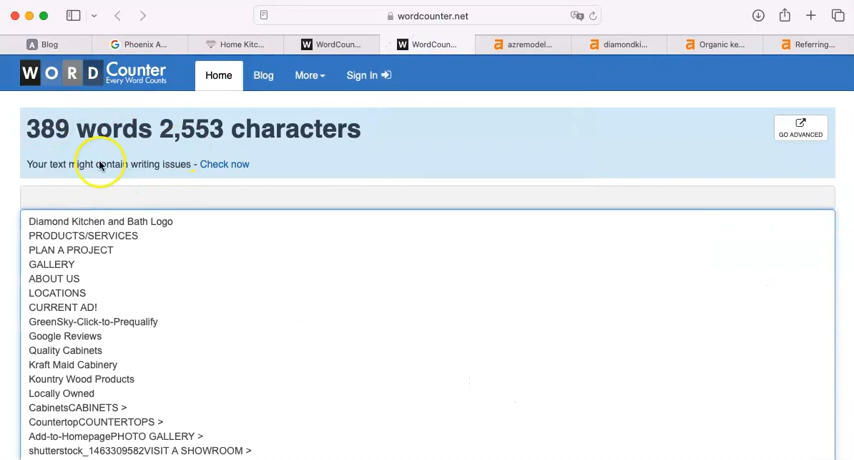 wordcounter.net
Blog
Phoenix A...
Home Kitc...
WordCoun...
WordCoun...
azremodel...
diamondki...
Organic ke...
Referring...
WORD Counter
Every Word Counts
Home
Blog
More
Sign In
389 words 2,553 characters
GO ADVANCED
Your text might contain writing issues - Check now
Diamond Kitchen and Bath Logo
PRODUCTS/SERVICES
PLAN A PROJECT
GALLERY
ABOUT US
LOCATIONS
CURRENT AD!
GreenSky-Click-to-Prequalify
Google Reviews
Quality Cabinets
Kraft Maid Cabinery
Kountry Wood Products
Locally Owned
CabinetsCABINETS >
CountertopCOUNTERTOPS >
Add-to-HomepagePHOTO GALLERY >
shutterstock_1463309582VISIT A SHOWROOM >